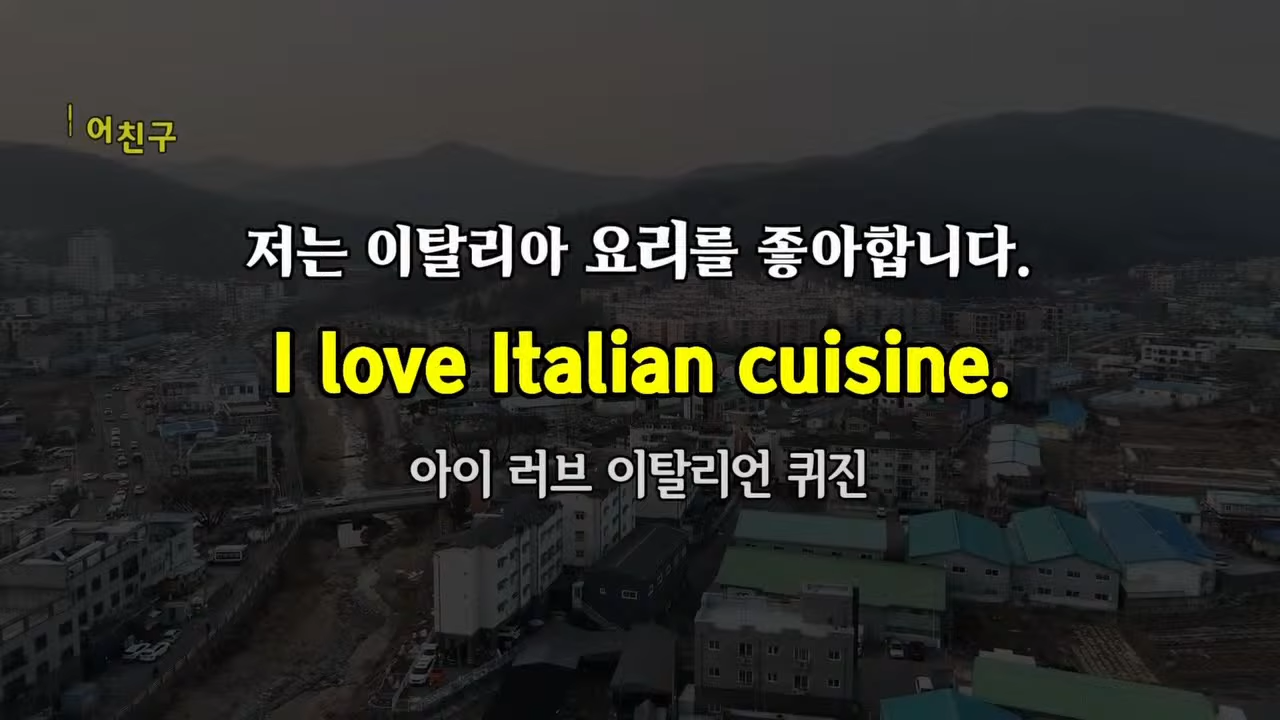 어친구
저는 이탈리아 요리를 좋아합니다.
I love Italian cuisine.
아이 러브 이탈리언 퀴진